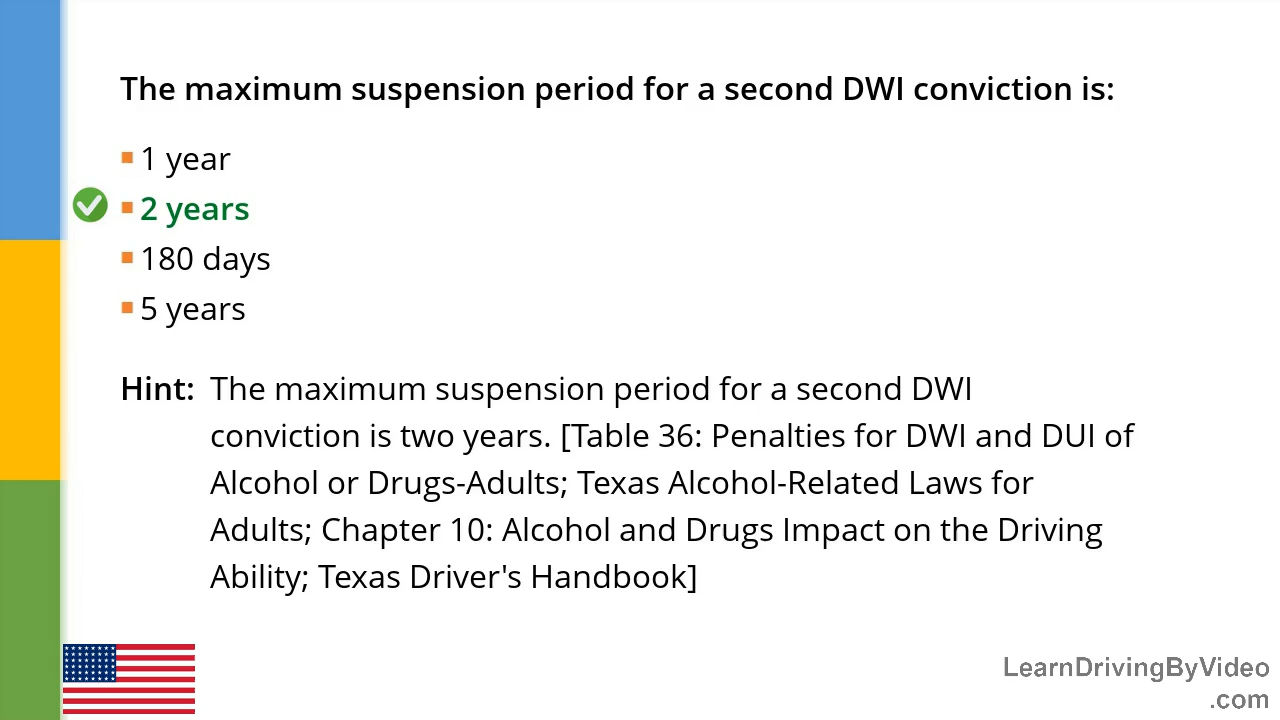 The maximum suspension period for a second DWI conviction is:
1 year
2 years
180 days
5 years
Hint: The maximum suspension period for a second DWI
conviction is two years. [Table 36: Penalties for DWI and DUI of
Alcohol or Drugs-Adults; Texas Alcohol-Related Laws for
Adults; Chapter 10: Alcohol and Drugs Impact on the Driving
Ability; Texas Driver's Handbook]
LearnDrivingByVideo
.com